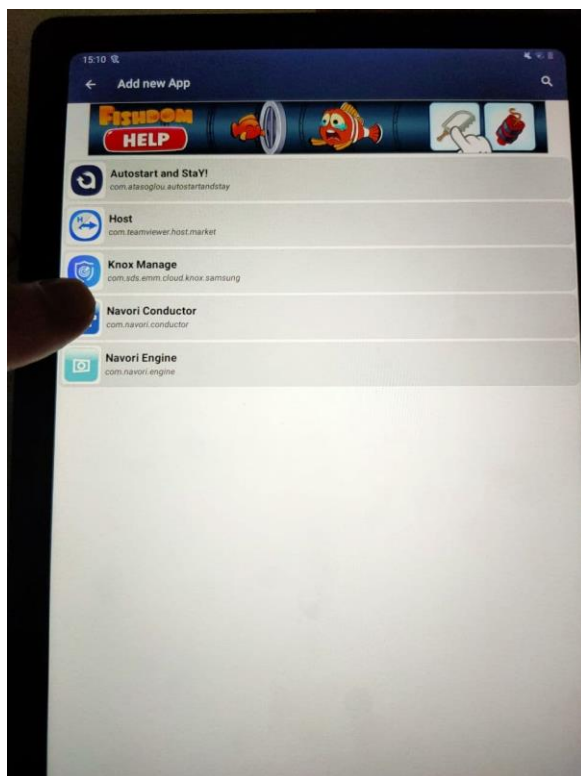 15:10
Add new App
FISHDOM
HELP
Autostart and StaY!
com.atasoglou.autostartandstay
Host
com.teamviewer.host.market
Knox Manage
com.sds.emm.cloud.knox.samsung
Navori Conductor
com.navori.conductor
Navori Engine
com.navori.engine